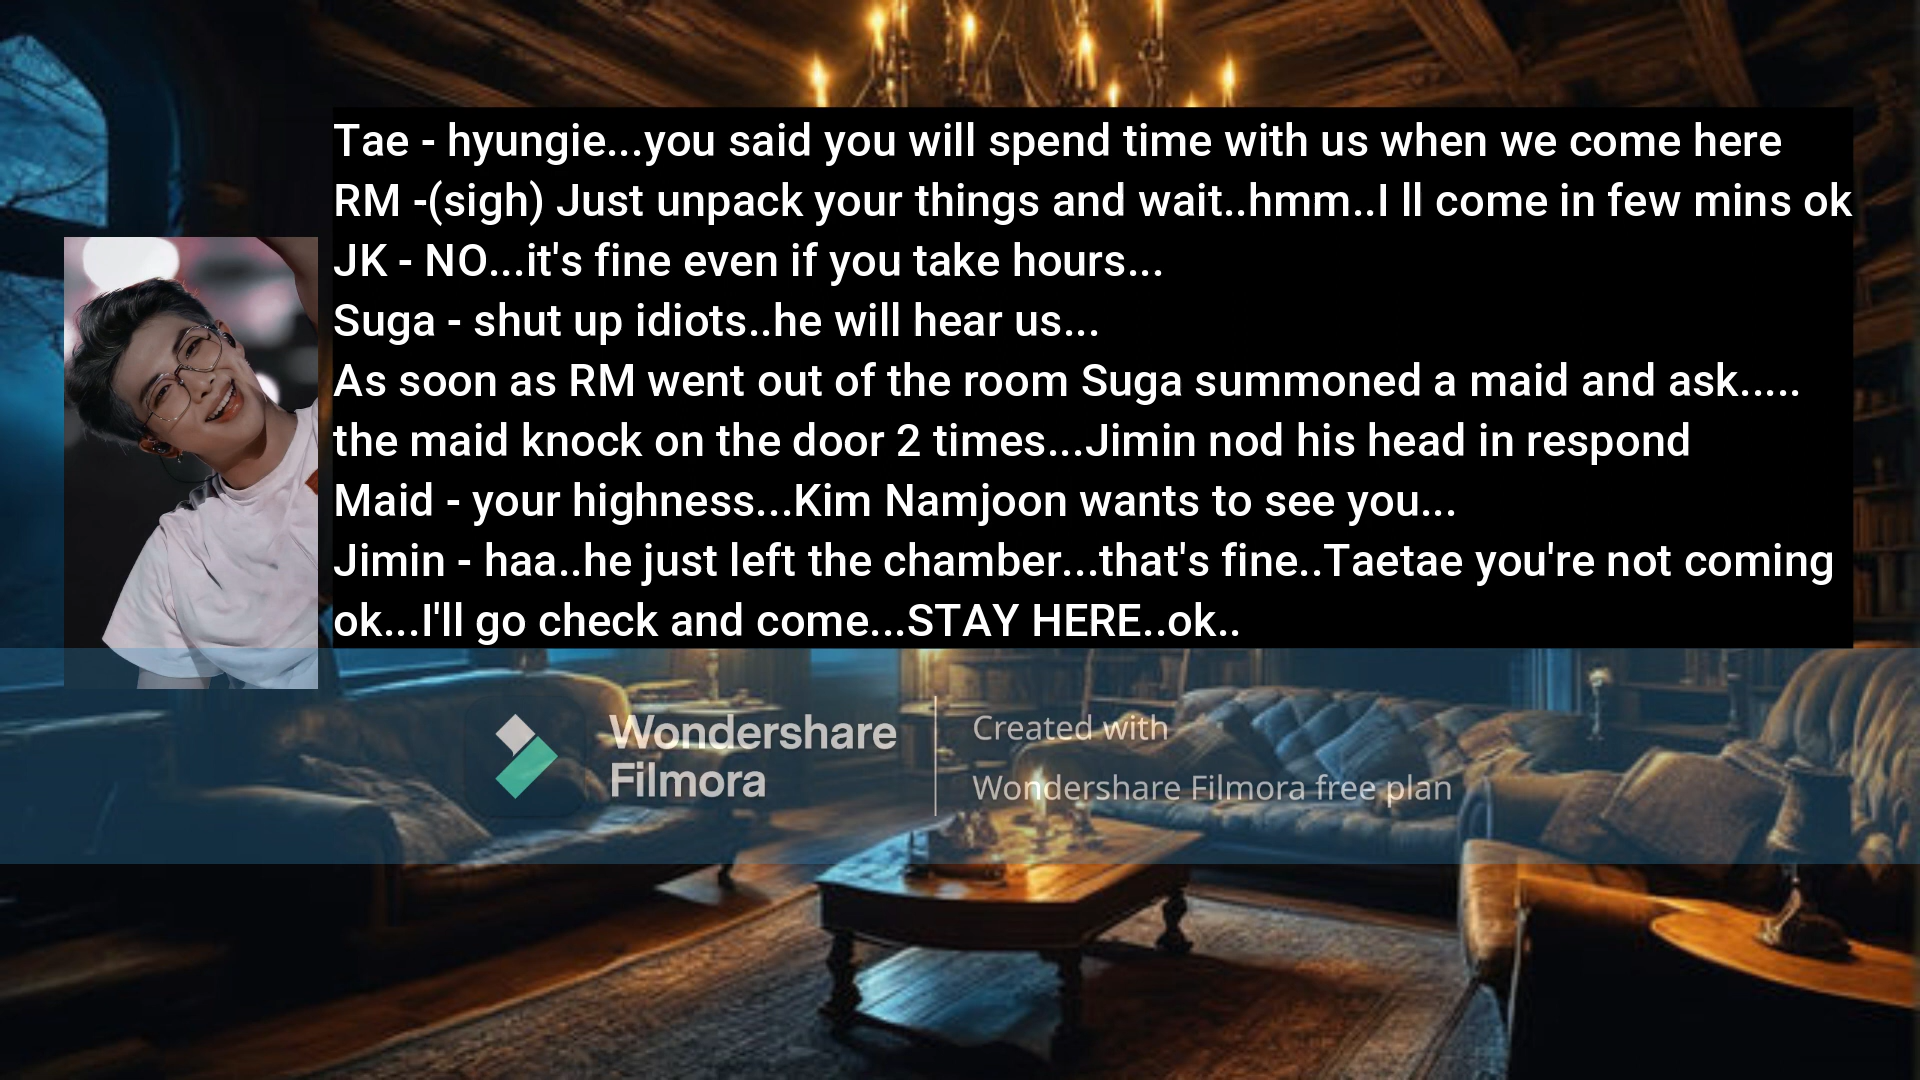 Tae - hyungie...you said you will spend time with us when we come here
RM -(sigh) Just unpack your things and wait..hmm..I ll come in few mins ok
JK - NO...it's fine even if you take hours...
Suga - shut up idiots..he will hear us...
As soon as RM went out of the room Suga summoned a maid and ask.....
the maid knock on the door 2 times...Jimin nod his head in respond
Maid - your highness...Kim Namjoon wants to see you...
Jimin - haa..he just left the chamber...that's fine..Taetae you're not coming
ok...I'll go check and come...STAY HERE..ok..
Wondershare
Filmora
Created with
Wondershare Filmora free plan